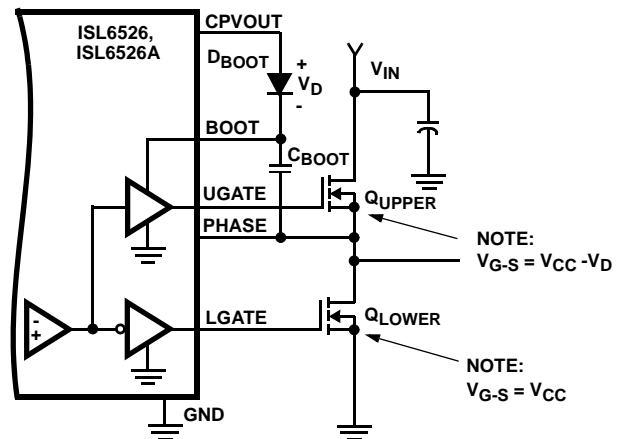 ISL6526,
ISL6526A
CPVOUT
DBOOT
+
VD
-
VIN
BOOT
CBOOT
UGATE
QUPPER
PHASE
NOTE:
VG-S = VCC -VD
-
+
LGATE
QLOWER
NOTE:
VG-S = VCC
GND